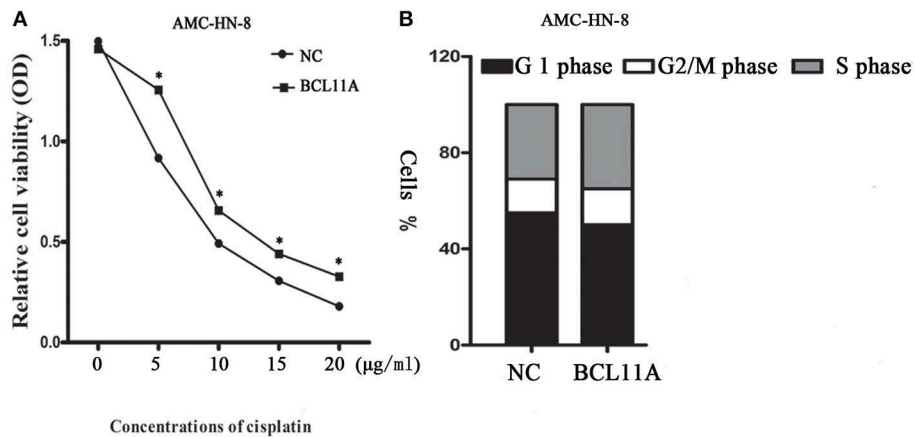 A
AMC-HN-8
NC
BCL11A
Relative cell viability (OD)
1.5
1.0
0.5
0.0
*
*
*
*
0 5 10 15 20 (μg/ml)
Concentrations of cisplatin
B
AMC-HN-8
G 1 phase G2/M phase S phase
Cells %
120
80
40
0
NC BCL11A